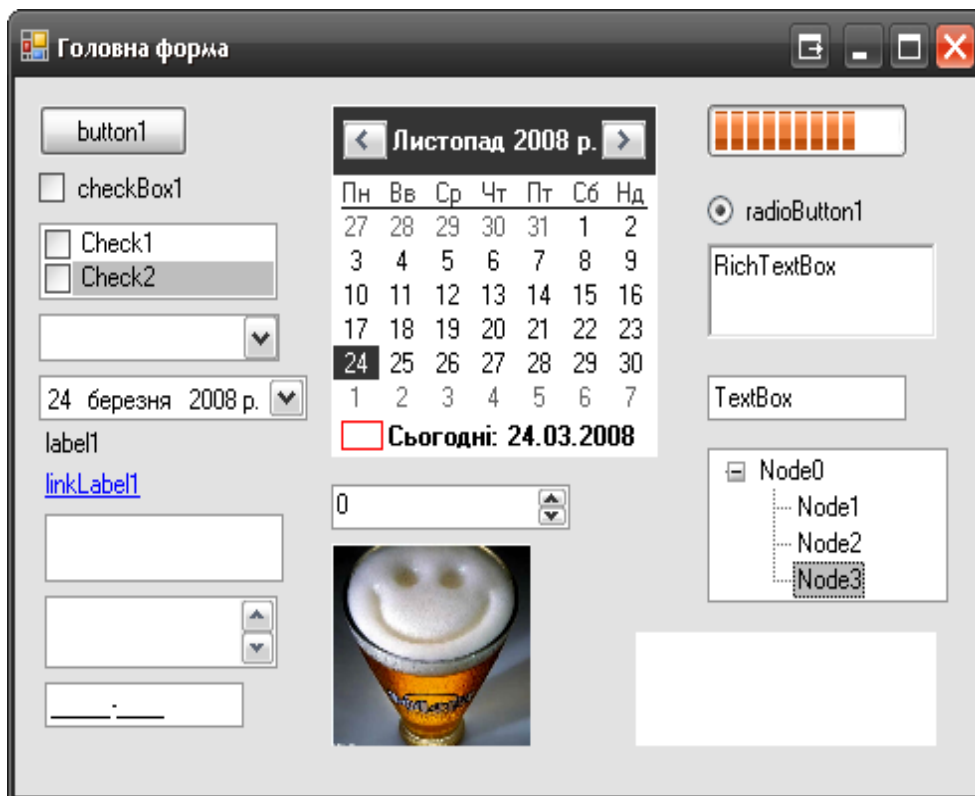 Головна форма
button1
checkBox1
Check1
Check2
24 березня 2008 р.
label1
linkLabel1
_____:____
Листопад 2008 р.
Пн Вв Ср Чт Пт Сб Нд
27 28 29 30 31 1 2
3 4 5 6 7 8 9
10 11 12 13 14 15 16
17 18 19 20 21 22 23
24 25 26 27 28 29 30
1 2 3 4 5 6 7
Сьогодні: 24.03.2008
0
radioButton1
RichTextBox
TextBox
Node0
Node1
Node2
Node3